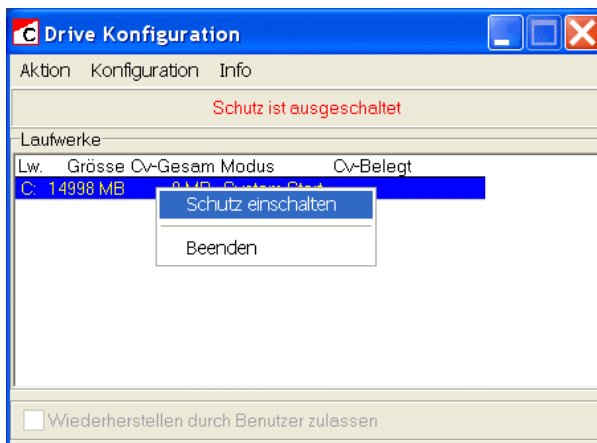 C Drive Konfiguration
Aktion Konfiguration Info
Schutz ist ausgeschaltet
Laufwerke
Lw. Grösse Cv-Gesam Modus Cv-Belegt
C: 14998 MB
Schutz einschalten
Beenden
Wiederherstellen durch Benutzer zulassen